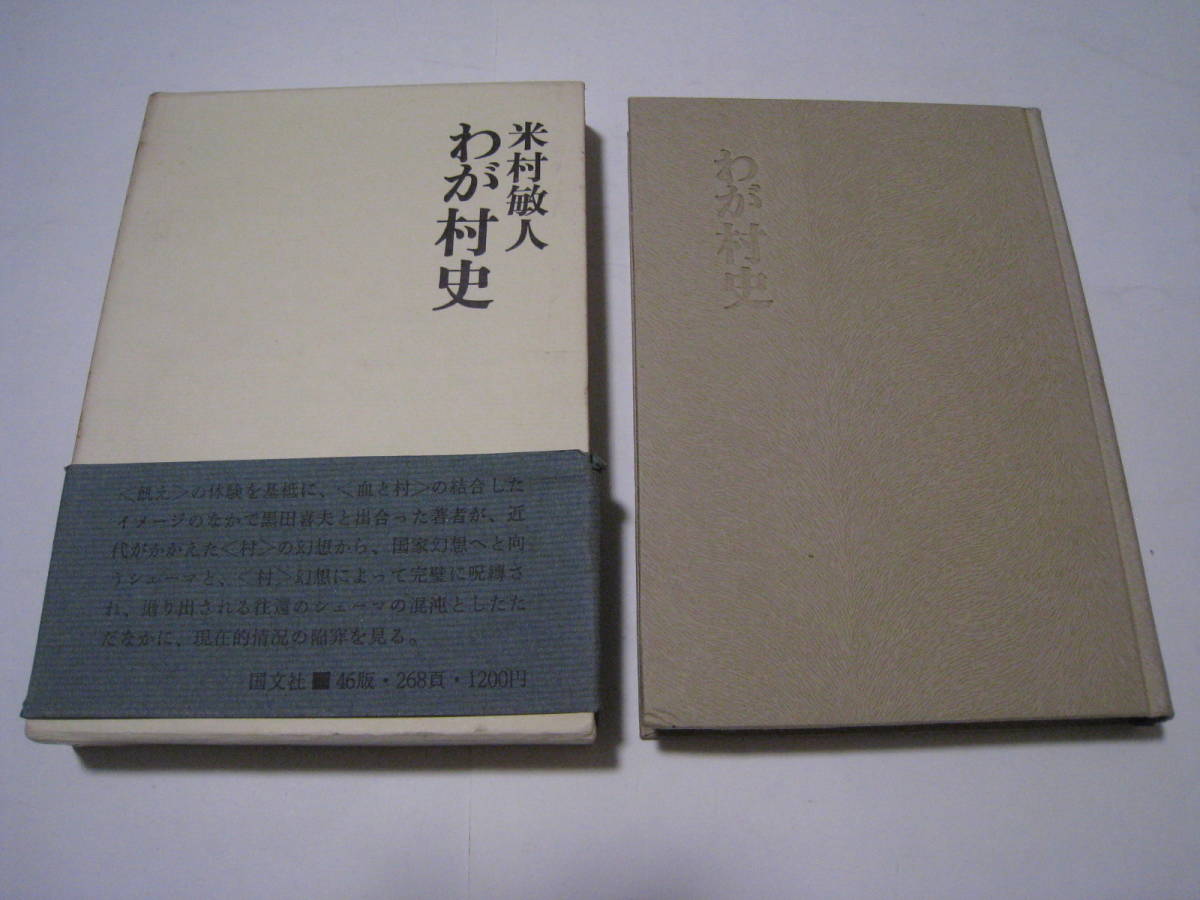 米村敏人
わが村史
<飢え>の体験を基柢に、<血と村>の結合した
イメージのなかで黒田喜夫と出合った著者が、近
代がかかえた<村>の幻想から、国家幻想へと向
うシェーマと、<村>幻想によって完璧に呪縛さ
れ、造り出される往還のシェーマの混沌としたた
だなかに、現在的情況の陥穽を見る。
国文社■46版・268頁・1200円
わが村史